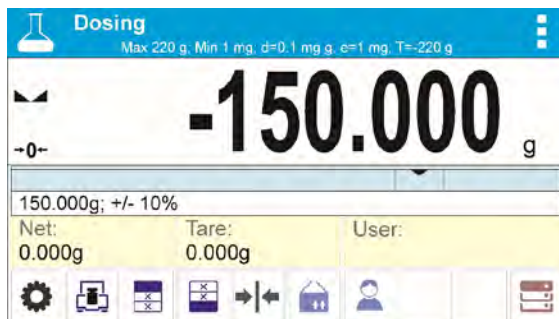 Dosing
Max 220 g; Min 1 mg, d=0.1 mg g, e=1 mg, T=-220 g
-150.000 g
→0←
150.000g; +/- 10%
Net: Tare: User:
0.000g 0.000g